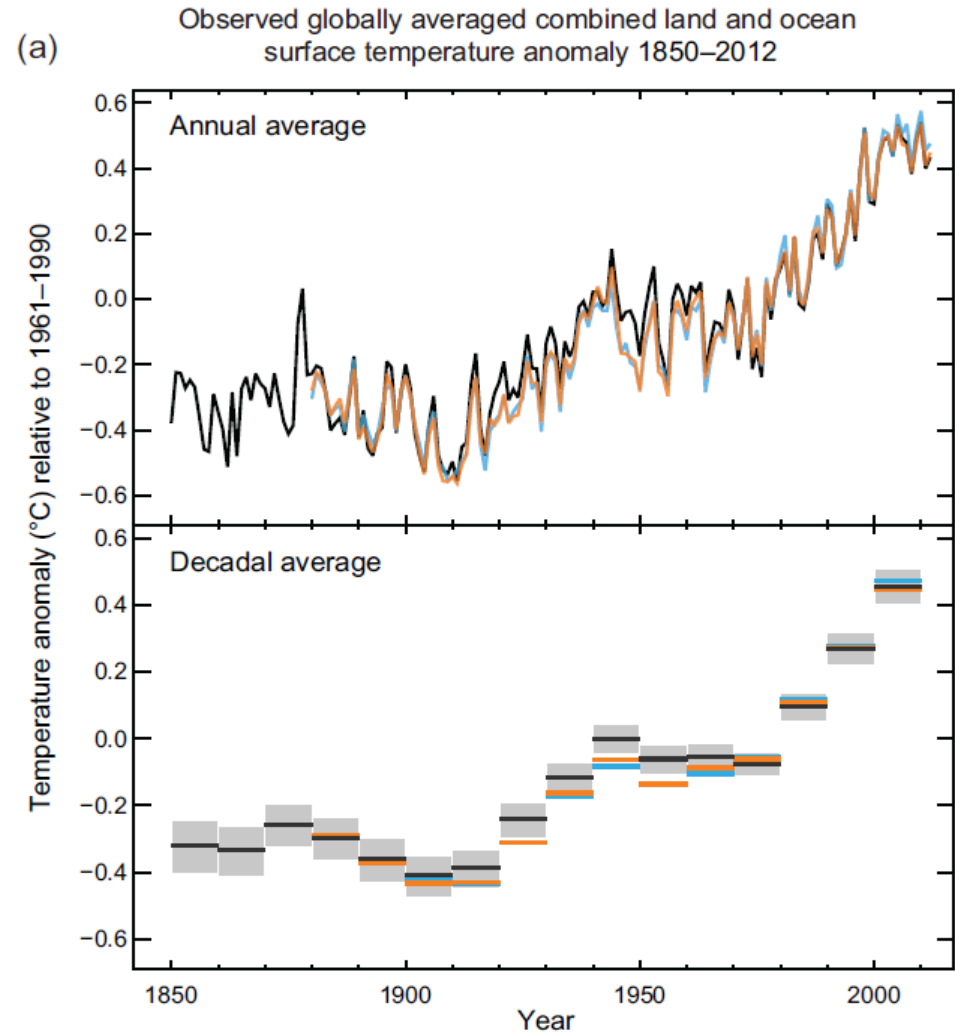 Observed globally averaged combined land and ocean
(a)
surface temperature anomaly 1850–2012
Temperature anomaly (°C) relative to 1961–1990
0.6
Annual average
0.4
0.2
0.0
−0.2
−0.4
−0.6
0.6
Decadal average
0.4
0.2
0.0
−0.2
−0.4
−0.6
1850
1900
1950
2000
Year